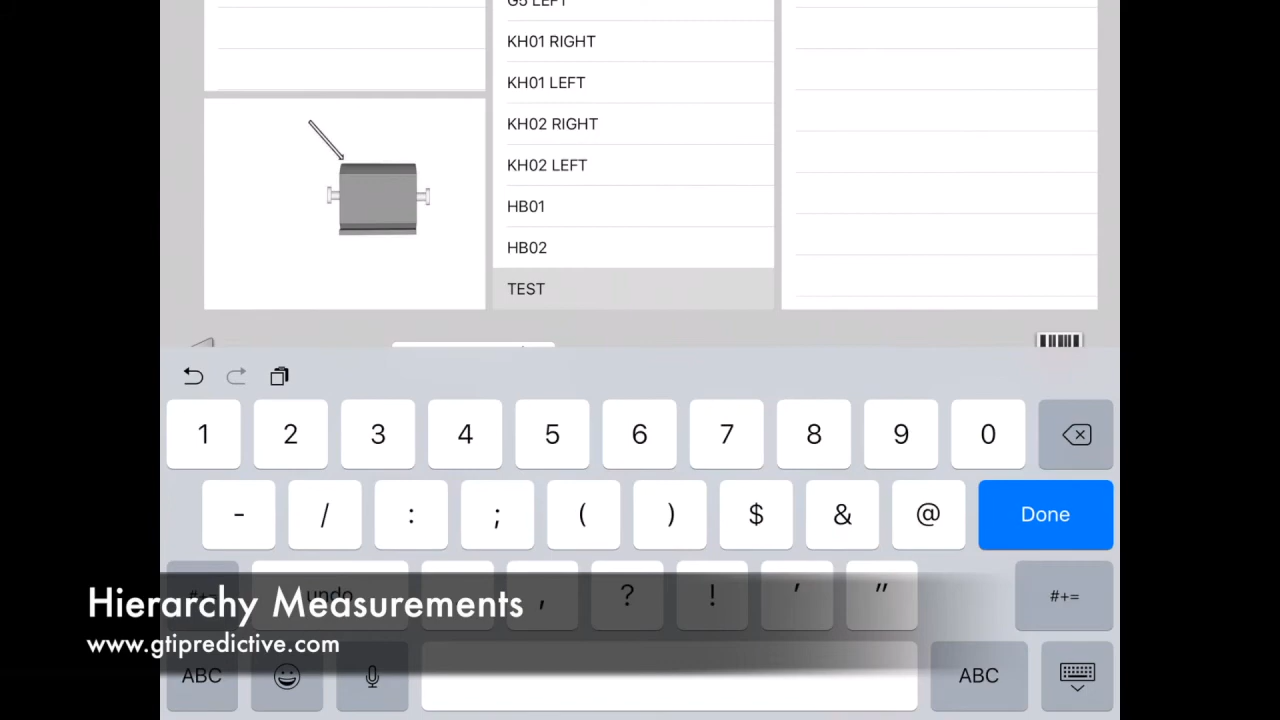 G5 LEFT
KH01 RIGHT
KH01 LEFT
KH02 RIGHT
KH02 LEFT
HB01
HB02
TEST
1 2 3 4 5 6 7 8 9 0
- / : ; ( ) $ & @ Done
#+= undo , ? ! ' " #+=
Hierarchy Measurements
www.gtipredictive.com
ABC ABC